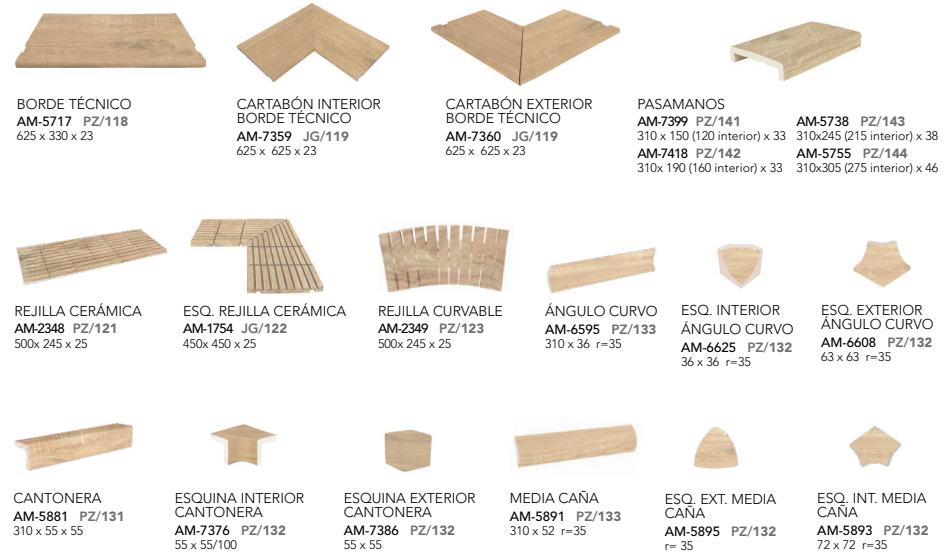 BORDE TÉCNICO
AM-5717 PZ/118
625 x 330 x 23
CARTABÓN INTERIOR
BORDE TÉCNICO
AM-7359 JG/119
625 x 625 x 23
CARTABÓN EXTERIOR
BORDE TÉCNICO
AM-7360 JG/119
625 x 625 x 23
PASAMANOS
AM-7399 PZ/141
310 x 150 (120 interior) x 33
AM-7418 PZ/142
310x 190 (160 interior) x 33
AM-5738 PZ/143
310x245 (215 interior) x 38
AM-5755 PZ/144
310x305 (275 interior) x 46
REJILLA CERÁMICA
AM-2348 PZ/121
500x 245 x 25
ESQ. REJILLA CERÁMICA
AM-1754 JG/122
450x 450 x 25
REJILLA CURVABLE
AM-2349 PZ/123
500x 245 x 25
ÁNGULO CURVO
AM-6595 PZ/133
310 x 36 r=35
ESQ. INTERIOR
ÁNGULO CURVO
AM-6625 PZ/132
36 x 36 r=35
ESQ. EXTERIOR
ÁNGULO CURVO
AM-6608 PZ/132
63 x 63 r=35
CANTONERA
AM-5881 PZ/131
310 x 55 x 55
ESQUINA INTERIOR
CANTONERA
AM-7376 PZ/132
55 x 55/100
ESQUINA EXTERIOR
CANTONERA
AM-7386 PZ/132
55 x 55
MEDIA CAÑA
AM-5891 PZ/133
310 x 52 r=35
ESQ. EXT. MEDIA
CAÑA
AM-5895 PZ/132
r= 35
ESQ. INT. MEDIA
CAÑA
AM-5893 PZ/132
72 x 72 r=35